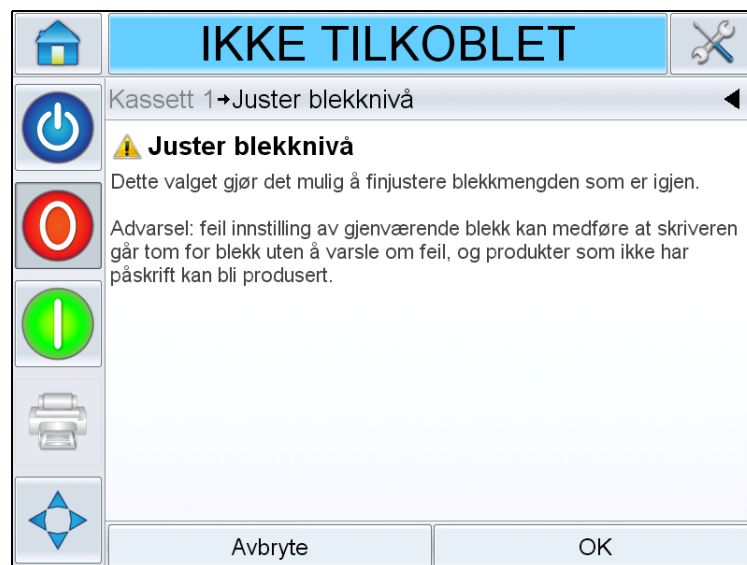 IKKE TILKOBLET
Kassett 1→Juster blekknivå
Juster blekknivå
Dette valget gjør det mulig å finjustere blekkmengden som er igjen.
Advarsel: feil innstilling av gjenværende blekk kan medføre at skriveren
går tom for blekk uten å varsle om feil, og produkter som ikke har
påskrift kan bli produsert.
Avbryte
OK